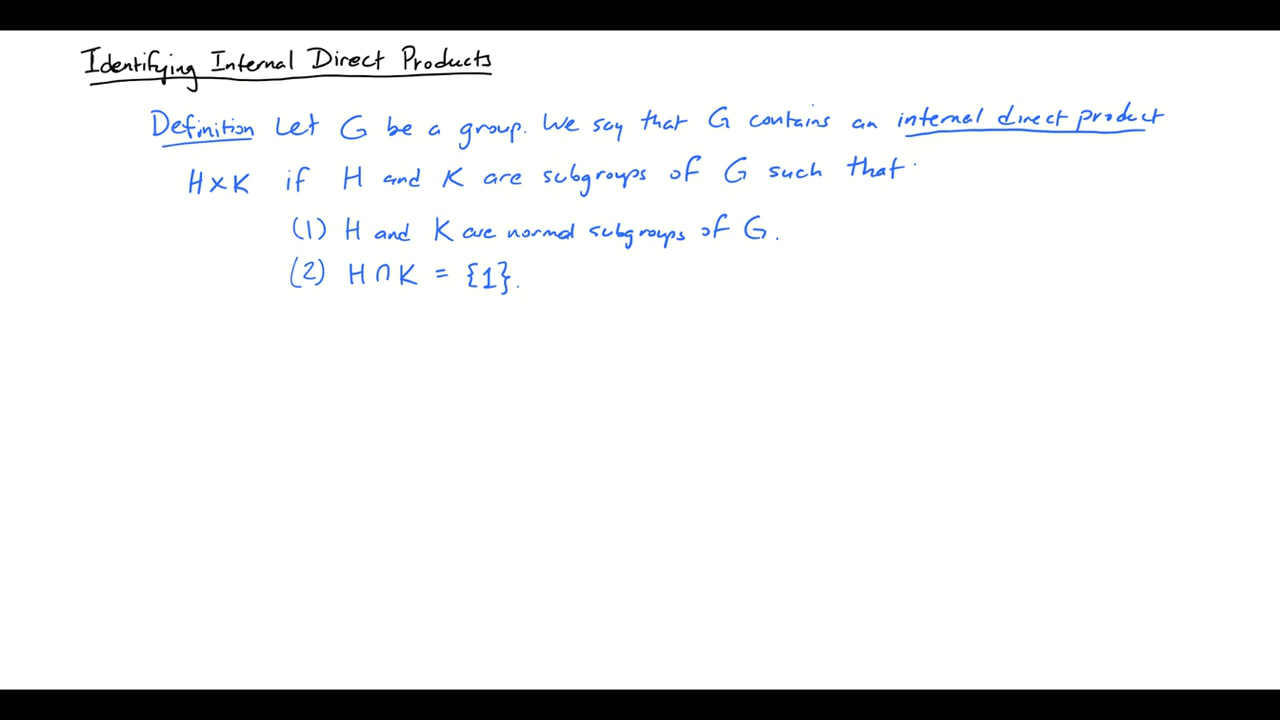 Identifying Internal Direct Products
Definition Let G be a group. We say that G contains an internal direct product
H×K if H and K are subgroups of G such that
(1) H and K are normal subgroups of G.
(2) H∩K = {1}.